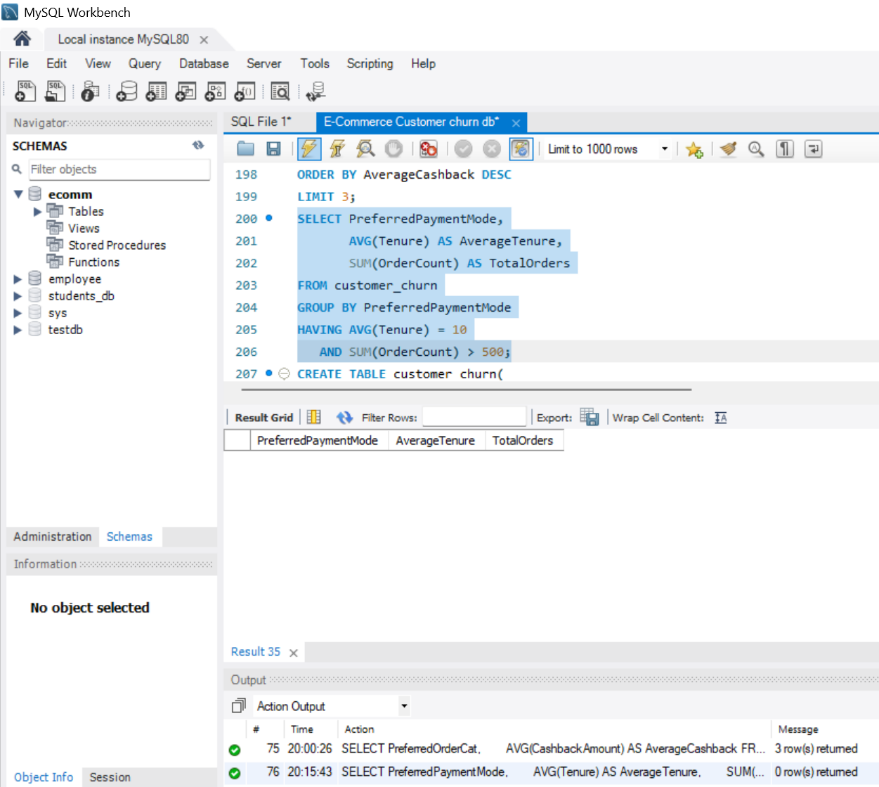 MySQL Workbench
Local instance MySQL80
File Edit View Query Database Server Tools Scripting Help
Navigator
SCHEMAS
Filter objects
ecomm
Tables
Views
Stored Procedures
Functions
employee
students_db
sys
testdb
Administration Schemas
Information
No object selected
Object Info Session
SQL File 1* E-Commerce Customer churn db*
Limit to 1000 rows
198 ORDER BY AverageCashback DESC
199 LIMIT 3;
200 SELECT PreferredPaymentMode,
201 AVG(Tenure) AS AverageTenure,
202 SUM(OrderCount) AS TotalOrders
203 FROM customer_churn
204 GROUP BY PreferredPaymentMode
205 HAVING AVG(Tenure) = 10
206 AND SUM(OrderCount) > 500;
207 CREATE TABLE customer churn(
Result Grid Filter Rows: Export: Wrap Cell Content:
PreferredPaymentMode AverageTenure TotalOrders
Result 35
Output
Action Output
# Time Action Message
75 20:00:26 SELECT PreferredOrderCat, AVG(CashbackAmount) AS AverageCashback FR... 3 row(s) returned
76 20:15:43 SELECT PreferredPaymentMode, AVG(Tenure) AS AverageTenure, SUM(... 0 row(s) returned